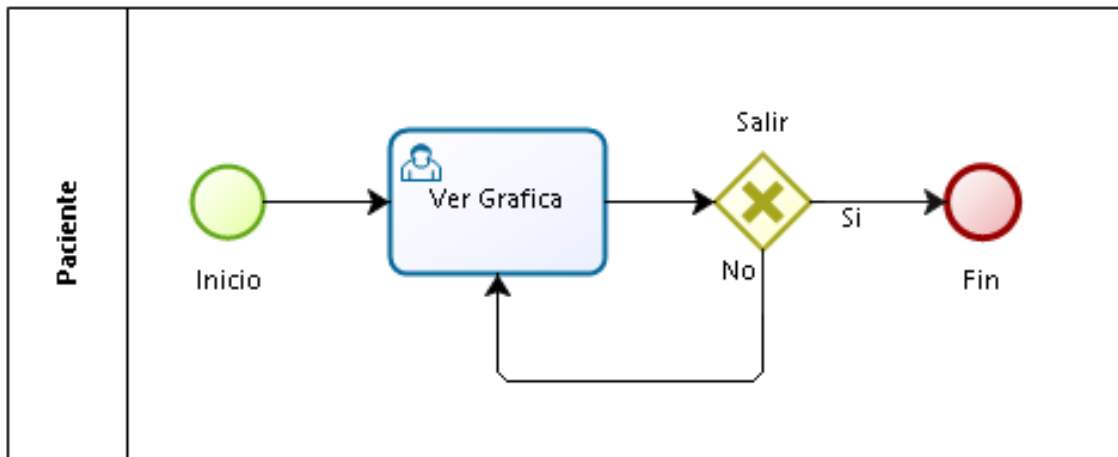 Paciente
Inicio
Ver Grafica
Salir
Si
No
Fin